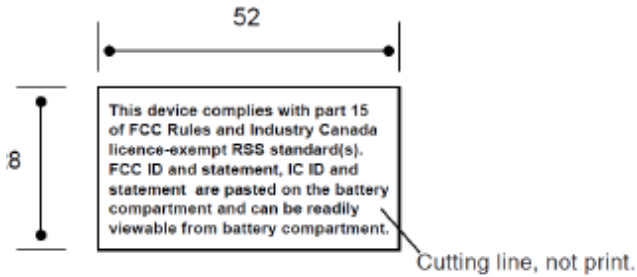 52
This device complies with part 15
of FCC Rules and Industry Canada
licence-exempt RSS standard(s).
FCC ID and statement, IC ID and
statement are pasted on the battery
compartment and can be readily
viewable from battery compartment.
Cutting line, not print.